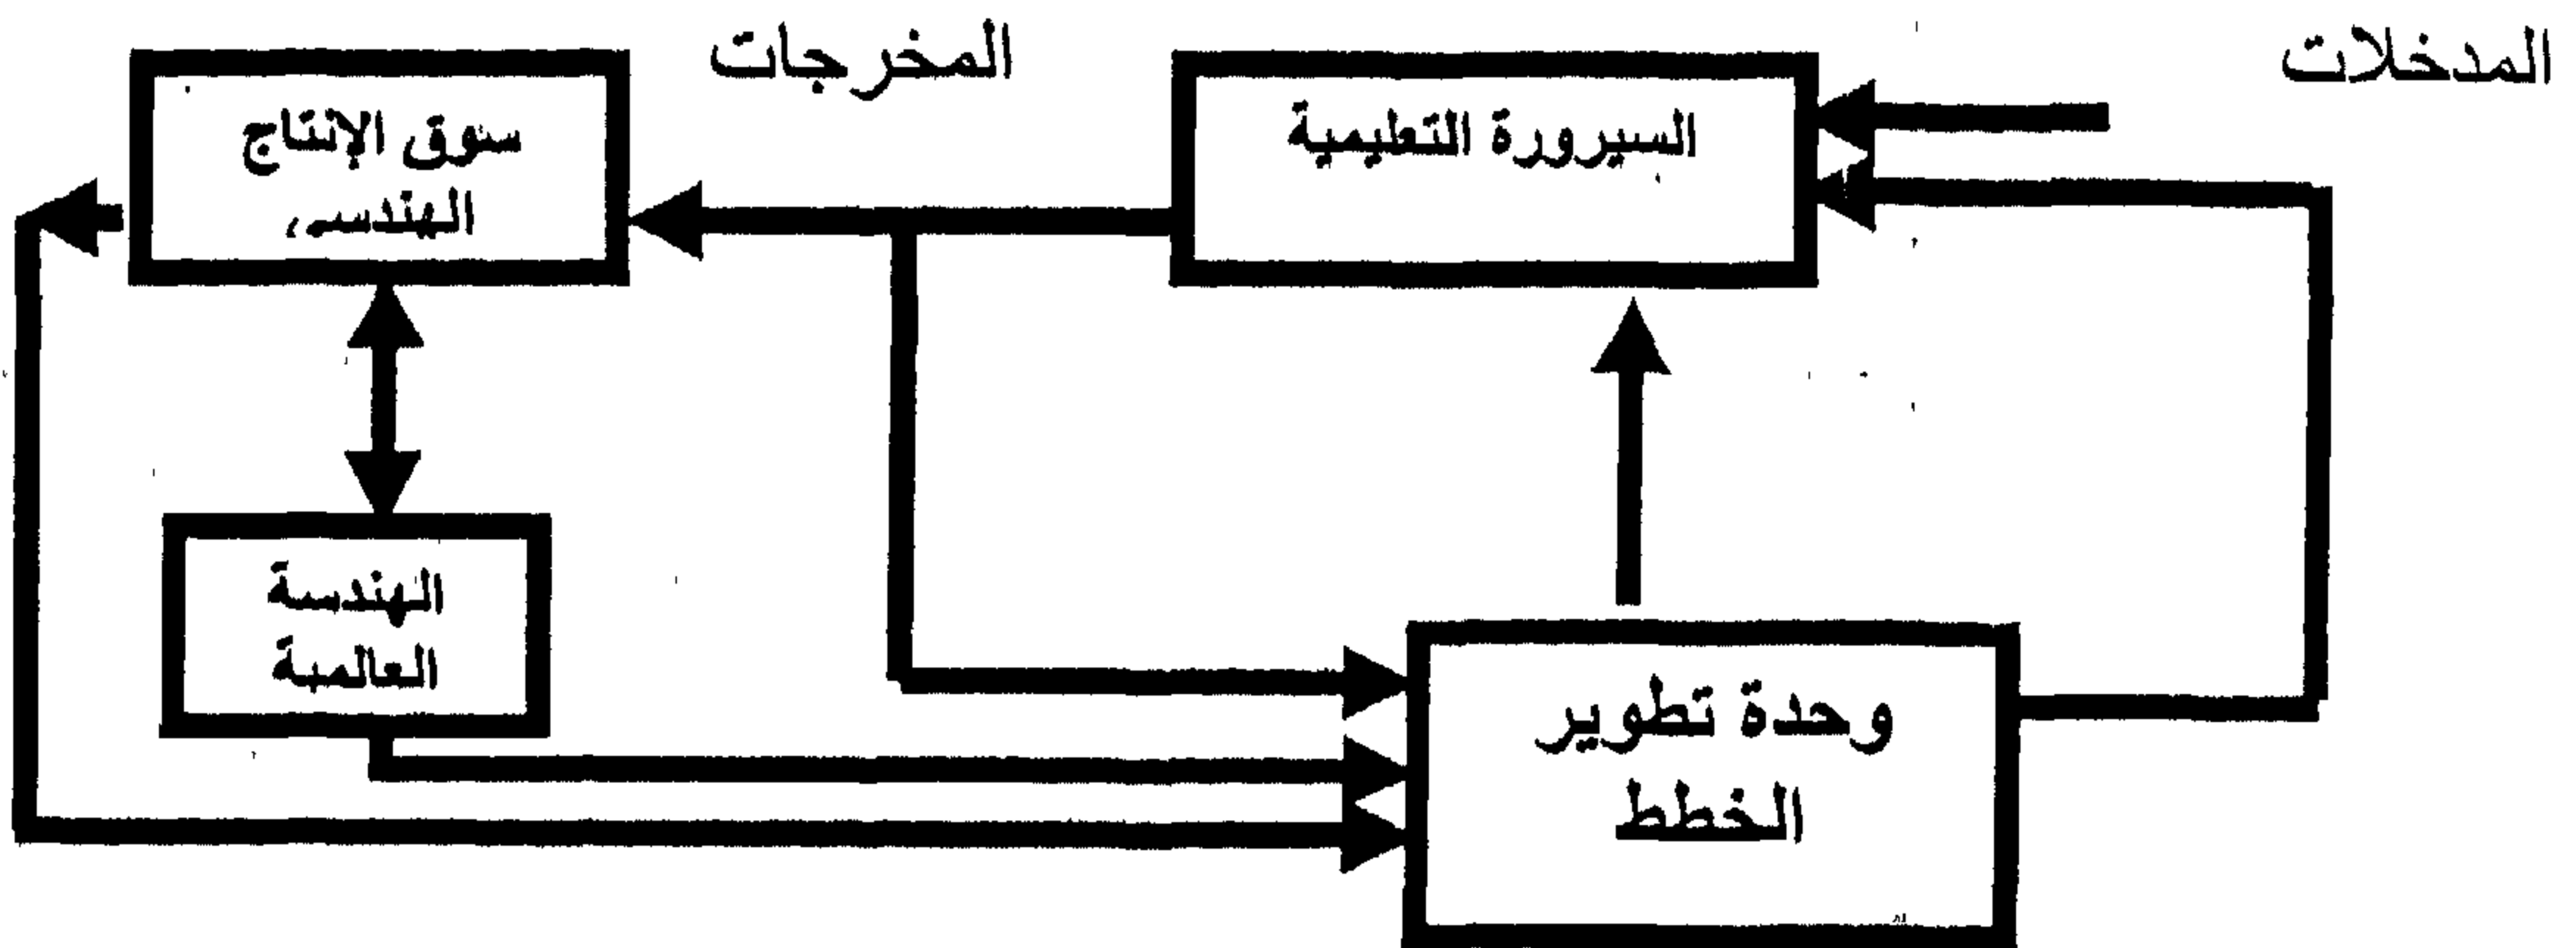 المدخلات
المخرجات
السيرورة التعليمية
سوق الإنتاج
الهندسي
الهندسة
العالمية
وحدة تطوير
الخطط